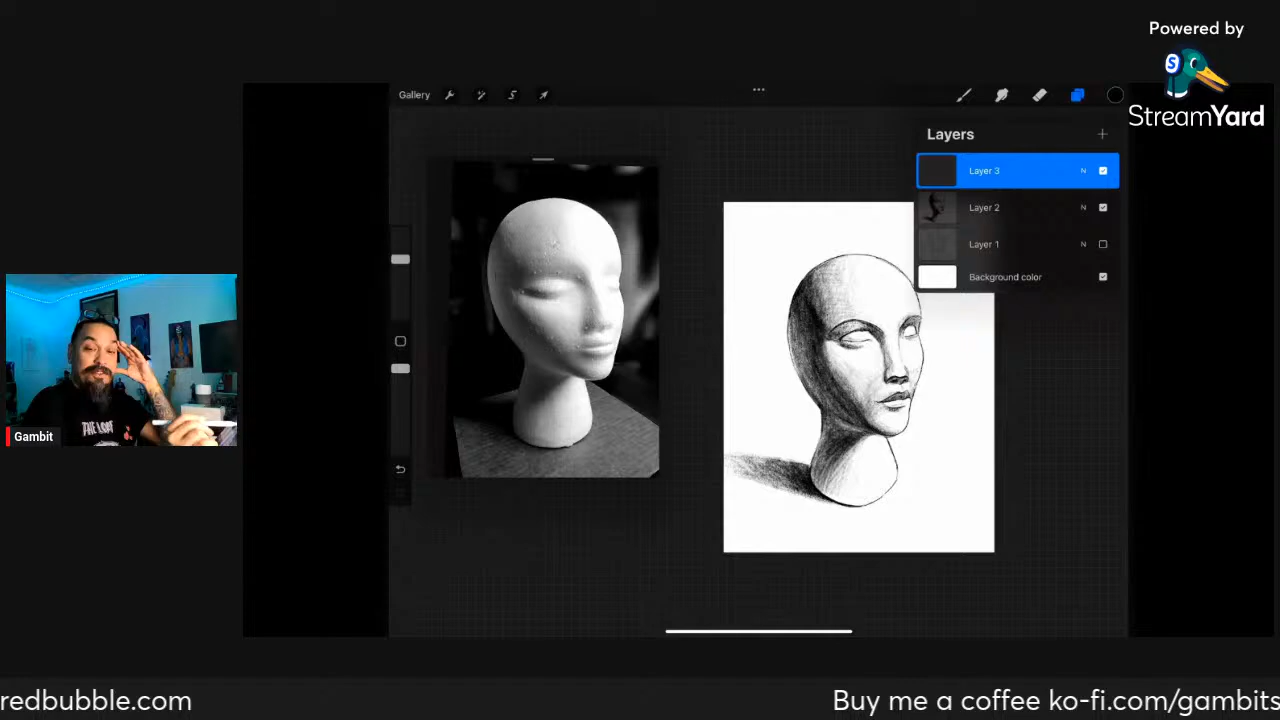 Powered by
StreamYard
Gallery
Layers
Layer 3
N
Layer 2
N
Layer 1
N
Background color
Gambit
redbubble.com
Buy me a coffee ko-fi.com/gambits